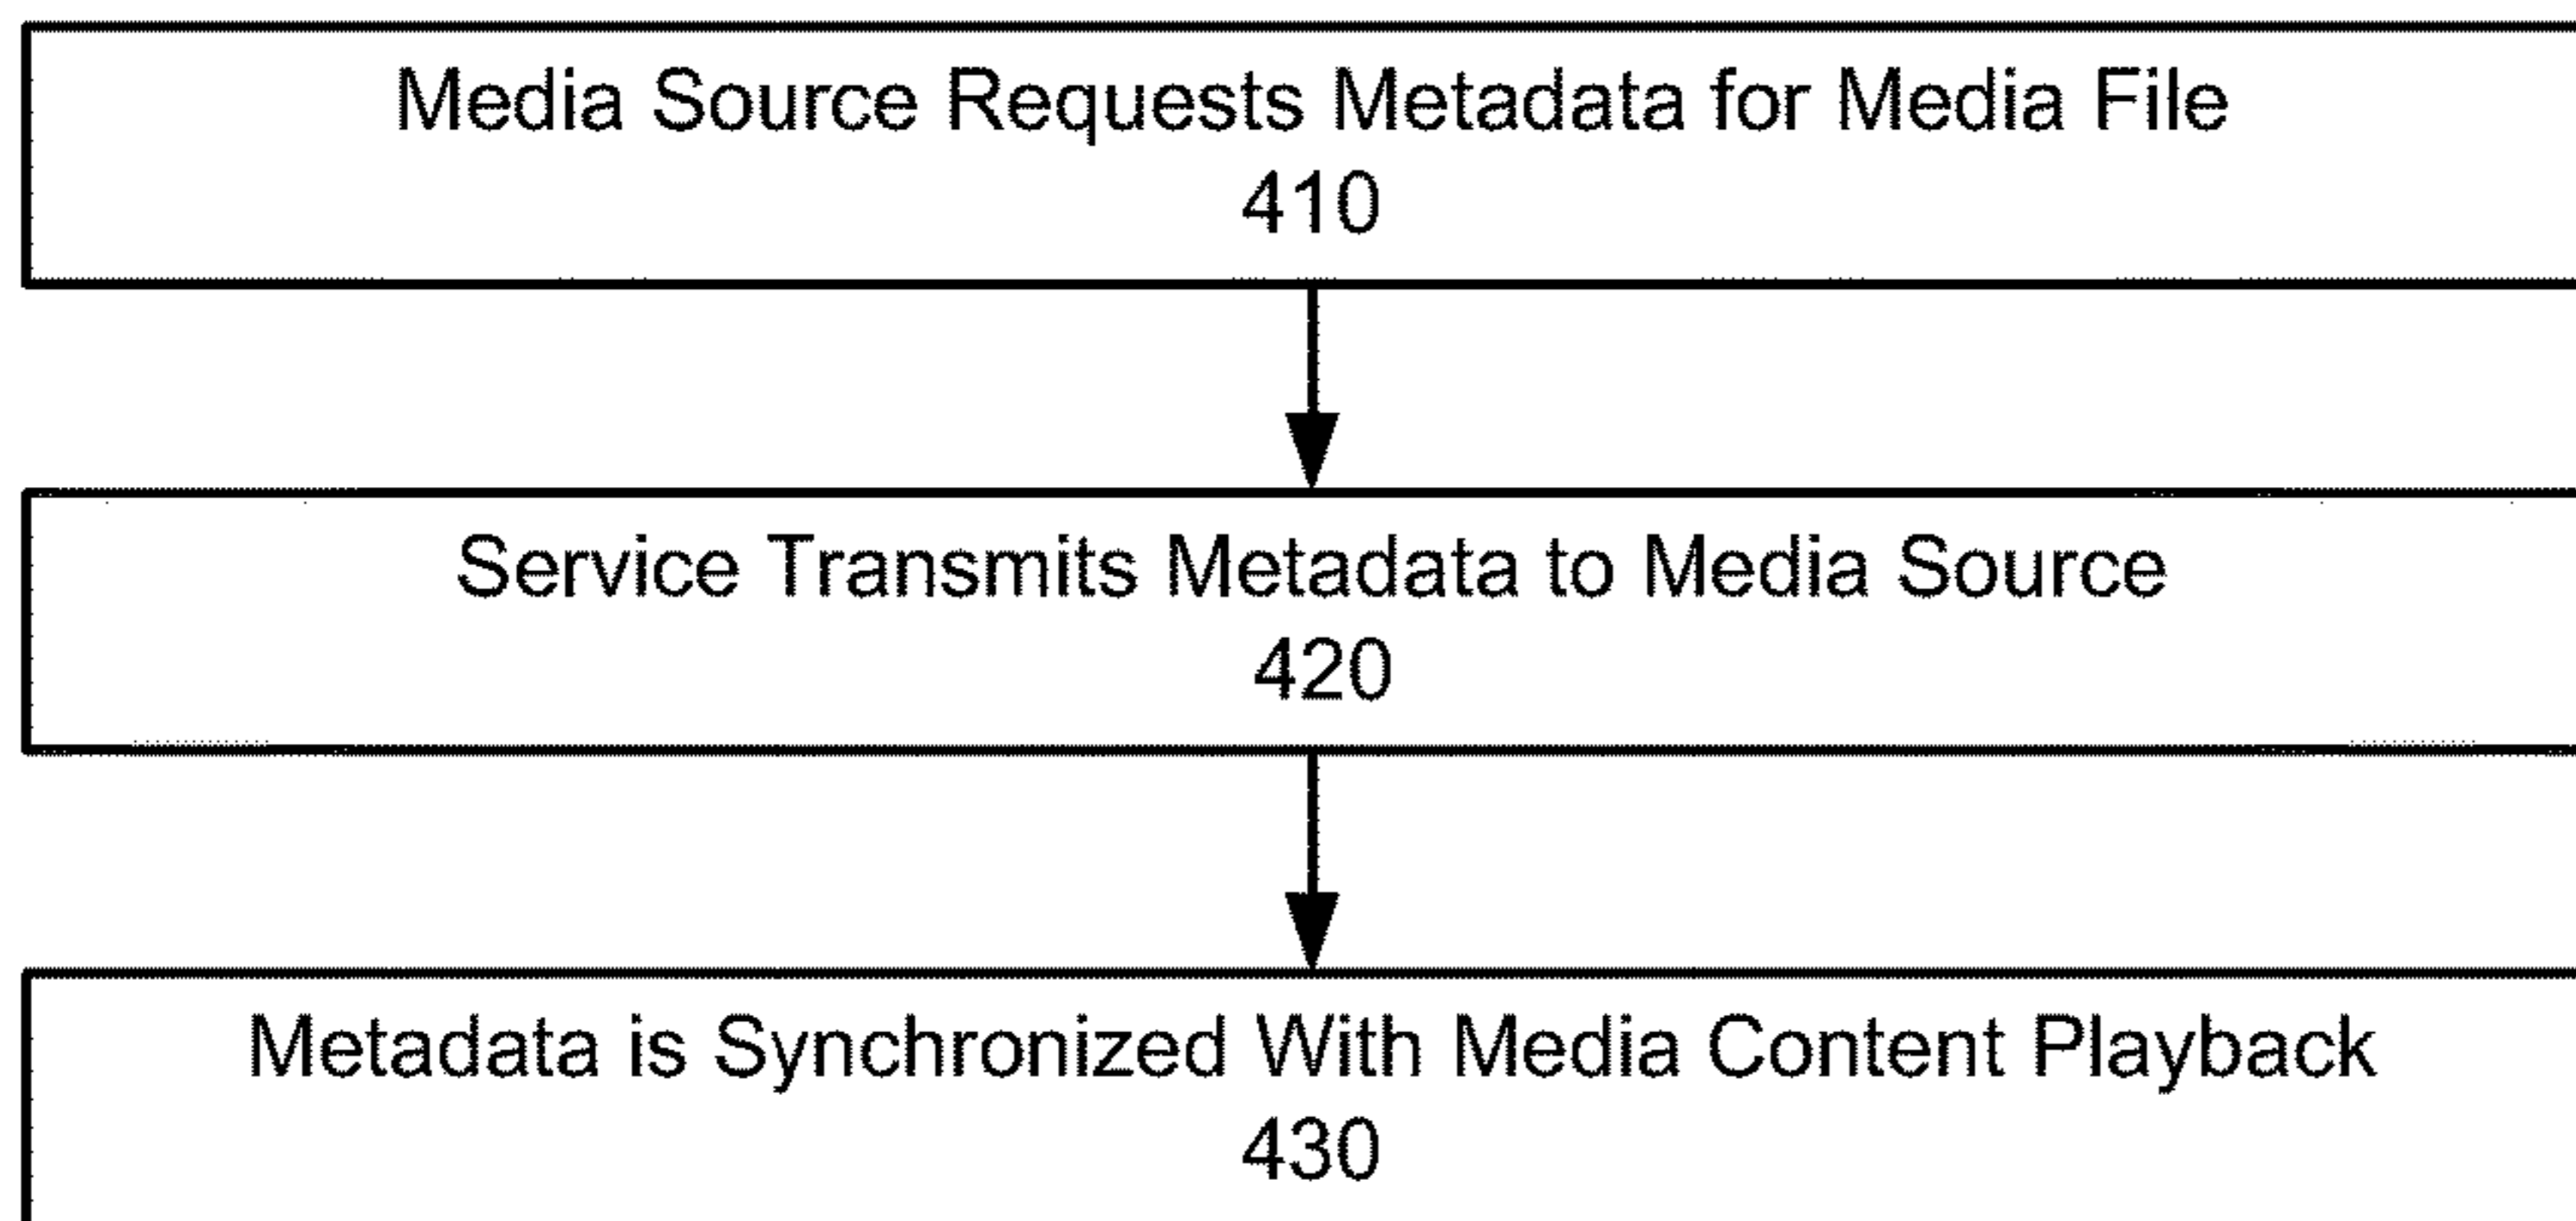 Media Source Requests Metadata for Media File
410
Service Transmits Metadata to Media Source
420
Metadata is Synchronized With Media Content Playback
430